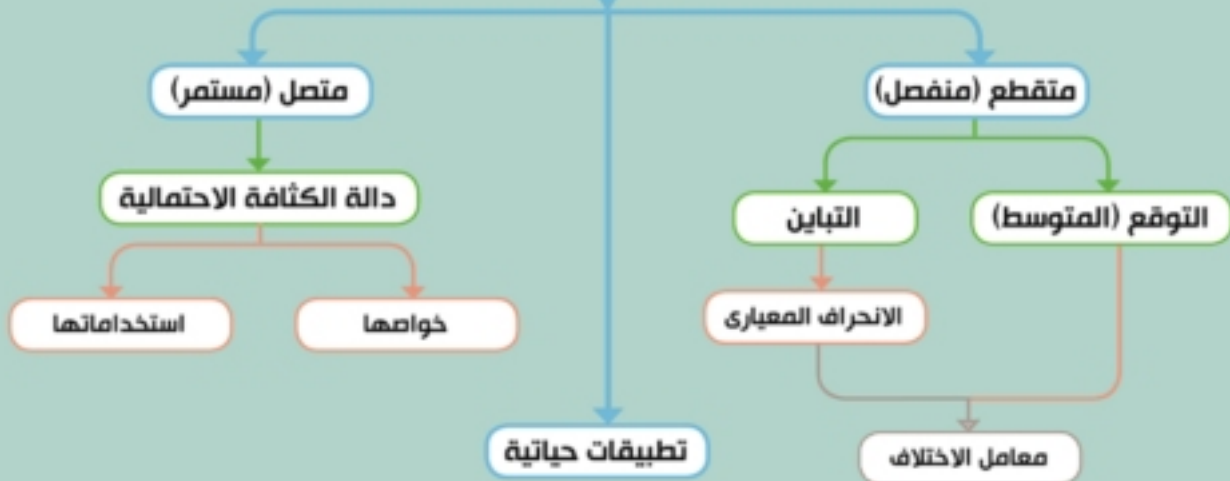 متقطع (منفصل)
متصل (مستمر)
التوقع (المتوسط)
التباين
دالة الكثافة الاحتمالية
الانحراف المعيارى
خواصها
استخداماتها
معامل الاختلاف
تطبيقات حياتية